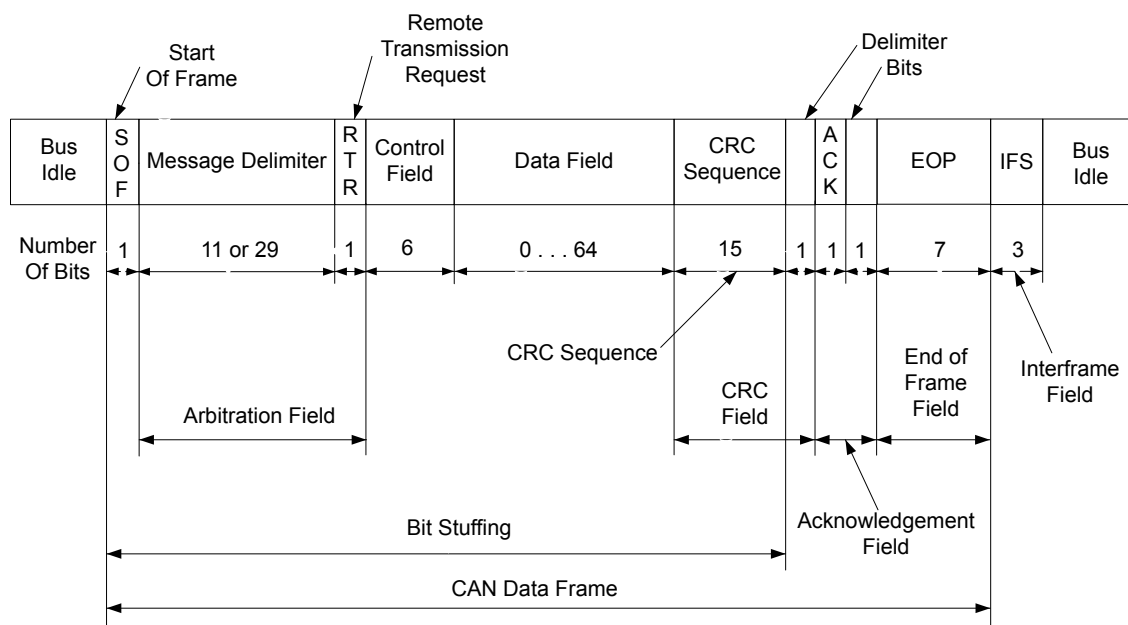 Start
Of Frame
Remote
Transmission
Request
Delimiter
Bits
Bus
Idle
S
O
F
Message Delimiter
R
T
R
Control
Field
Data Field
CRC
Sequence
A
C
K
EOP
IFS
Bus
Idle
Number
Of Bits
1
11 or 29
1
6
0 . . . 64
15
1
1
1
7
3
CRC Sequence
End of
Frame
Field
Interframe
Field
Arbitration Field
CRC
Field
Bit Stuffing
Acknowledgement
Field
CAN Data Frame